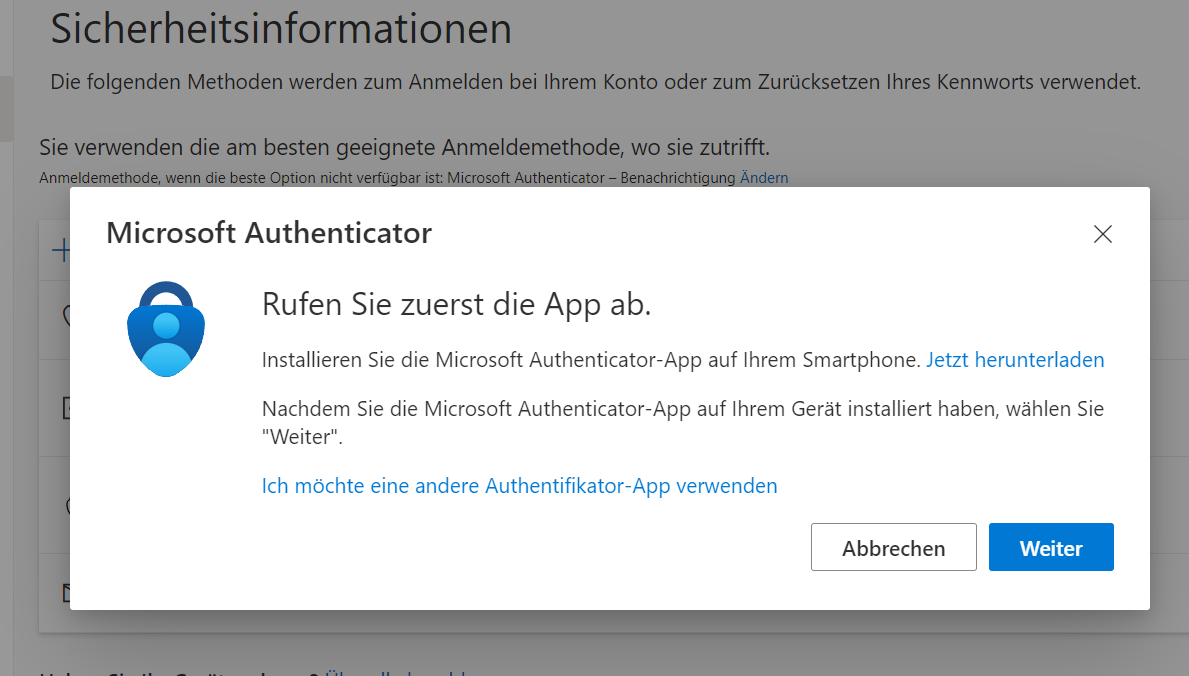 Sicherheitsinformationen
Die folgenden Methoden werden zum Anmelden bei Ihrem Konto oder zum Zurücksetzen Ihres Kennworts verwendet.
Sie verwenden die am besten geeignete Anmeldemethode, wo sie zutrifft.
Anmeldemethode, wenn die beste Option nicht verfügbar ist: Microsoft Authenticator – Benachrichtigung Ändern
Microsoft Authenticator
Rufen Sie zuerst die App ab.
Installieren Sie die Microsoft Authenticator-App auf Ihrem Smartphone. Jetzt herunterladen
Nachdem Sie die Microsoft Authenticator-App auf Ihrem Gerät installiert haben, wählen Sie
"Weiter".
Ich möchte eine andere Authentifikator-App verwenden
Abbrechen
Weiter